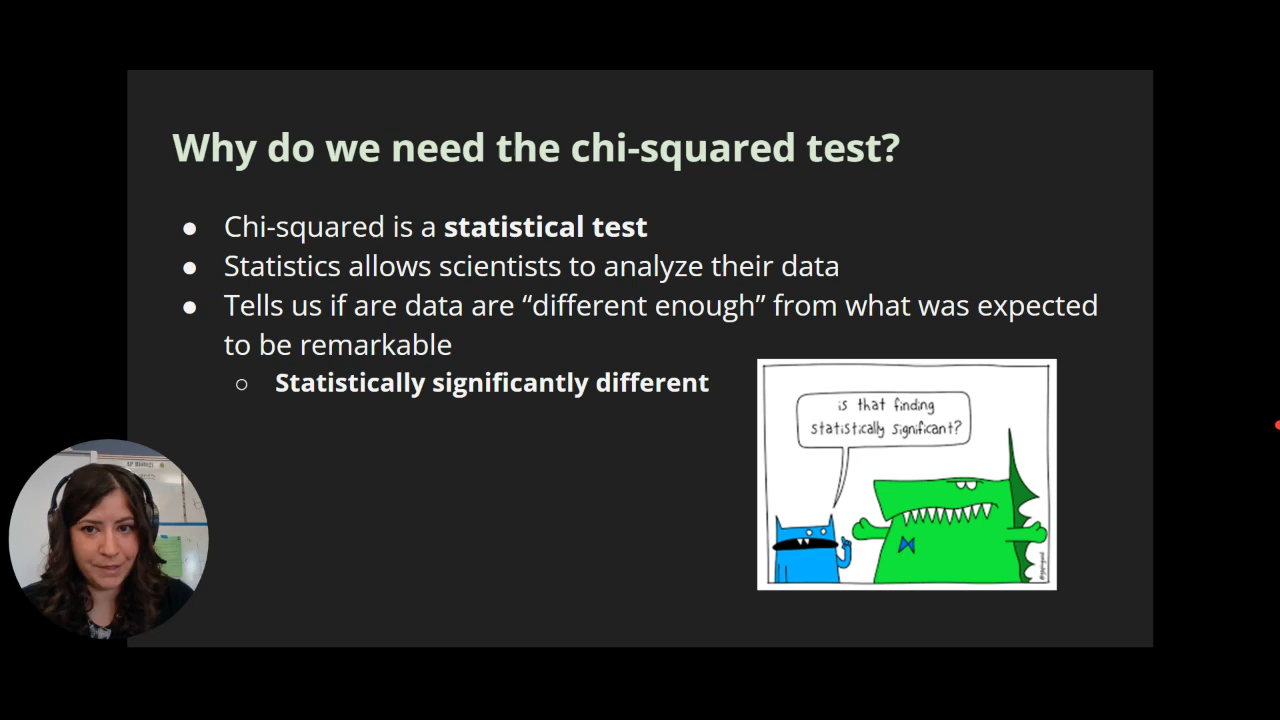 Why do we need the chi-squared test?
● Chi-squared is a statistical test
● Statistics allows scientists to analyze their data
● Tells us if are data are “different enough” from what was expected
to be remarkable
○ Statistically significantly different
is that finding
statistically significant?
AP Biology